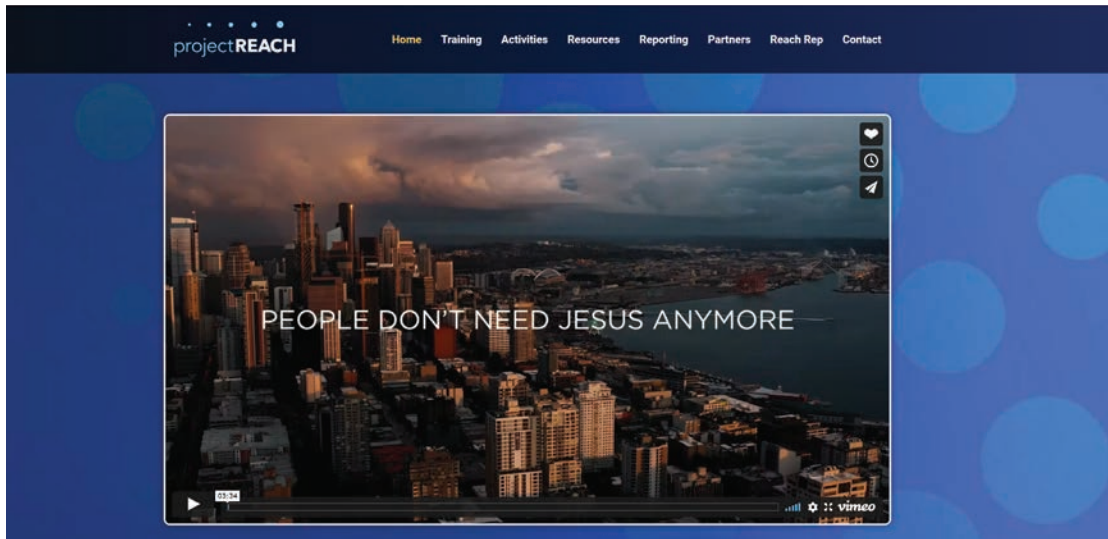 projectREACH
Home Training Activities Resources Reporting Partners Reach Rep Contact
PEOPLE DON'T NEED JESUS ANYMORE
03:34
vimeo